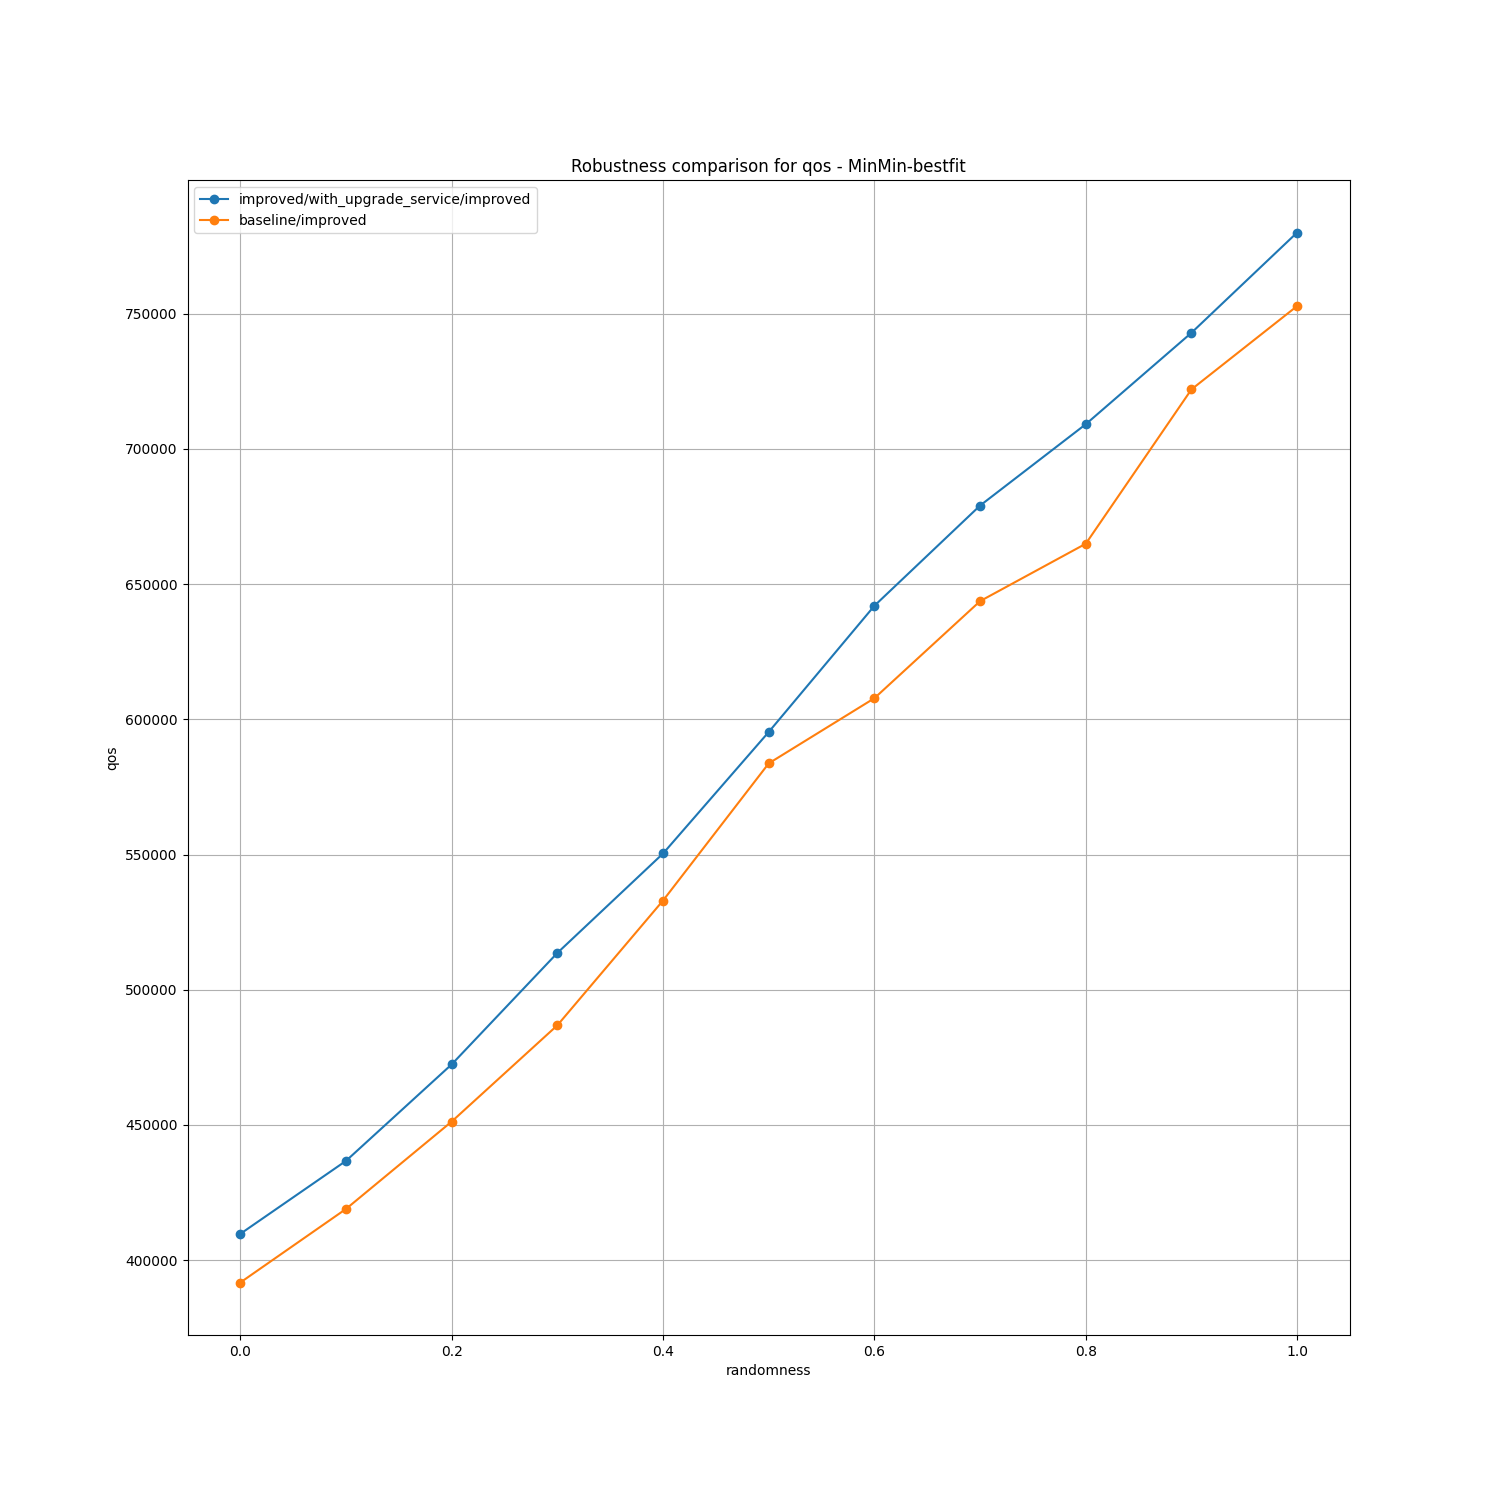 Robustness comparison for qos - MinMin-bestfit
improved/with_upgrade_service/improved
baseline/improved
750000
700000
650000
600000
550000
500000
450000
400000
qos
0.0 0.2 0.4 0.6 0.8 1.0
randomness